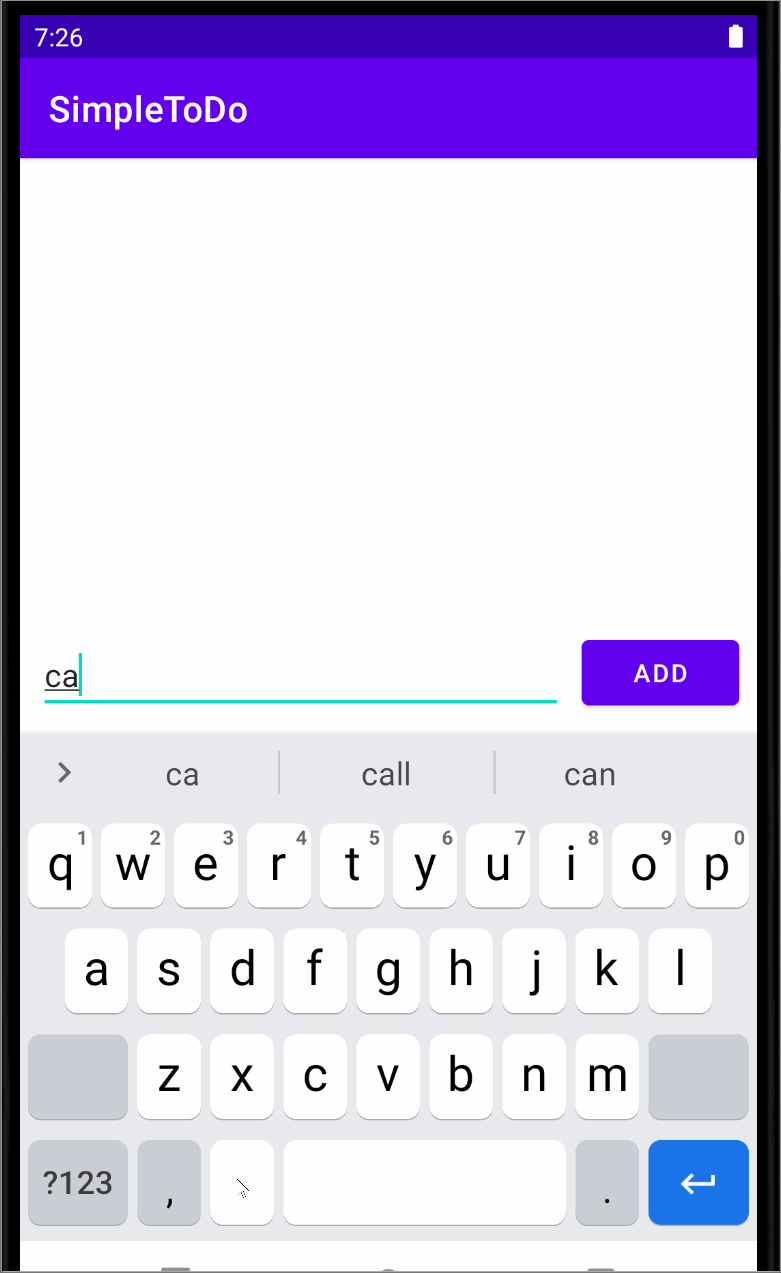 7:26
SimpleToDo
ca
ADD
ca call can
q 1 w 2 e 3 r 4 t 5 y 6 u 7 i 8 o 9 p 0
a s d f g h j k l
z x c v b n m
?123 , .